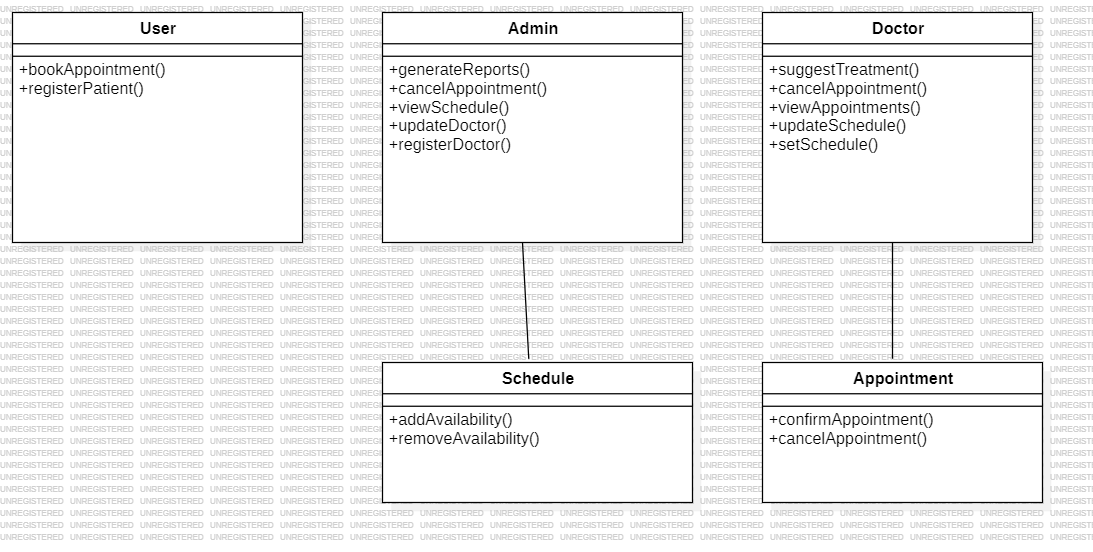 User
+bookAppointment()
+registerPatient()
Admin
+generateReports()
+cancelAppointment()
+viewSchedule()
+updateDoctor()
+registerDoctor()
Doctor
+suggestTreatment()
+cancelAppointment()
+viewAppointments()
+updateSchedule()
+setSchedule()
Schedule
+addAvailability()
+removeAvailability()
Appointment
+confirmAppointment()
+cancelAppointment()
UNREGISTERED